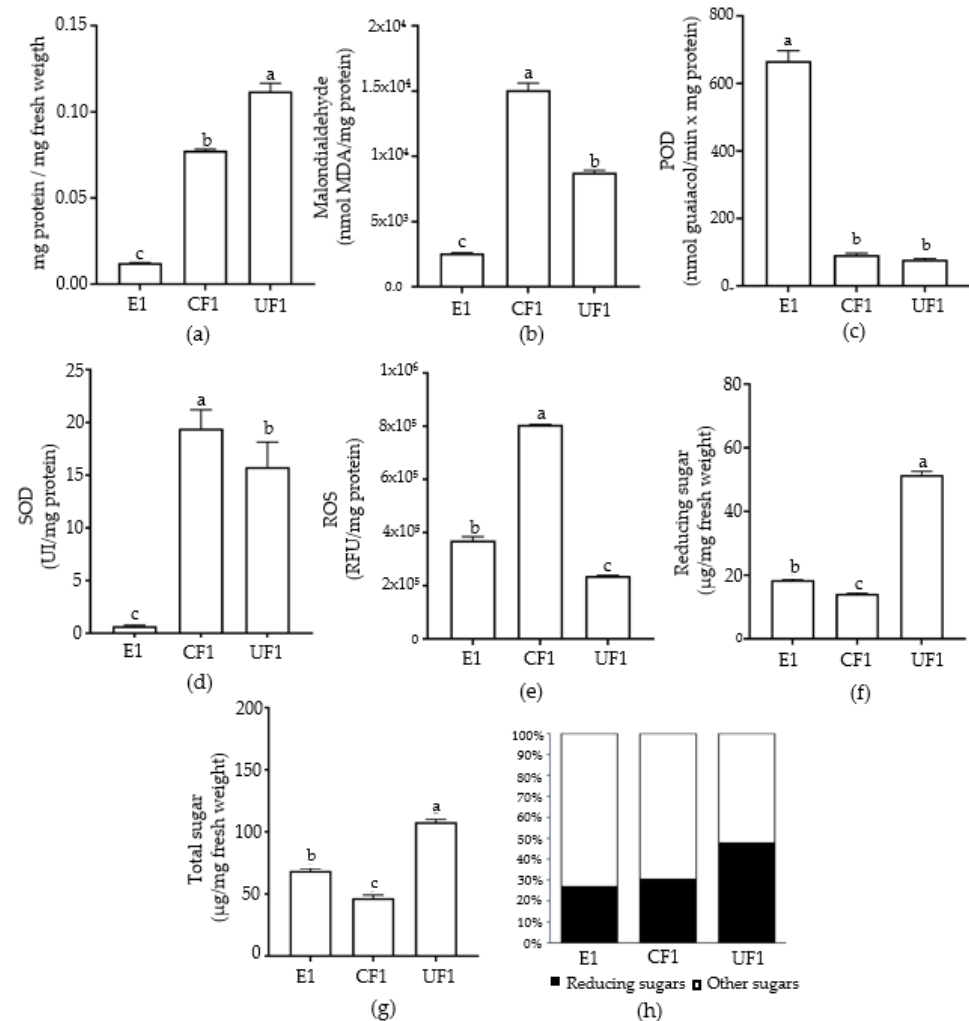 mg protein / mg fresh weigth
0.15
0.10
0.05
0.00
c
b
a
E1 CF1 UF1
(a)
Malondialdehyde
(nmol MDA/mg protein)
2x10⁴
1.5x10⁴
1x10⁴
5x10³
0.0
c
a
b
E1 CF1 UF1
(b)
POD
(nmol guaiacol/min x mg protein)
800
600
400
200
0-
a
b
b
E1 CF1 UF1
(c)
SOD
(UI/mg protein)
25
20
15
10
5
0
c
a
b
E1 CF1 UF1
(d)
ROS
(RFU/mg protein)
1x10⁶
8x10⁵
6x10⁵
4x10⁵
2x10⁵
0
b
a
c
E1 CF1 UF1
(e)
Reducing sugar
(µg/mg fresh weight)
80
60
40
20
0
b
c
a
E1 CF1 UF1
(f)
Total sugar
(µg/mg fresh weight)
200
150
100
50
0
b
c
a
E1 CF1 UF1
(g)
100%
90%
80%
70%
60%
50%
40%
30%
20%
10%
0%
E1 CF1 UF1
Reducing sugars Other sugars
(h)